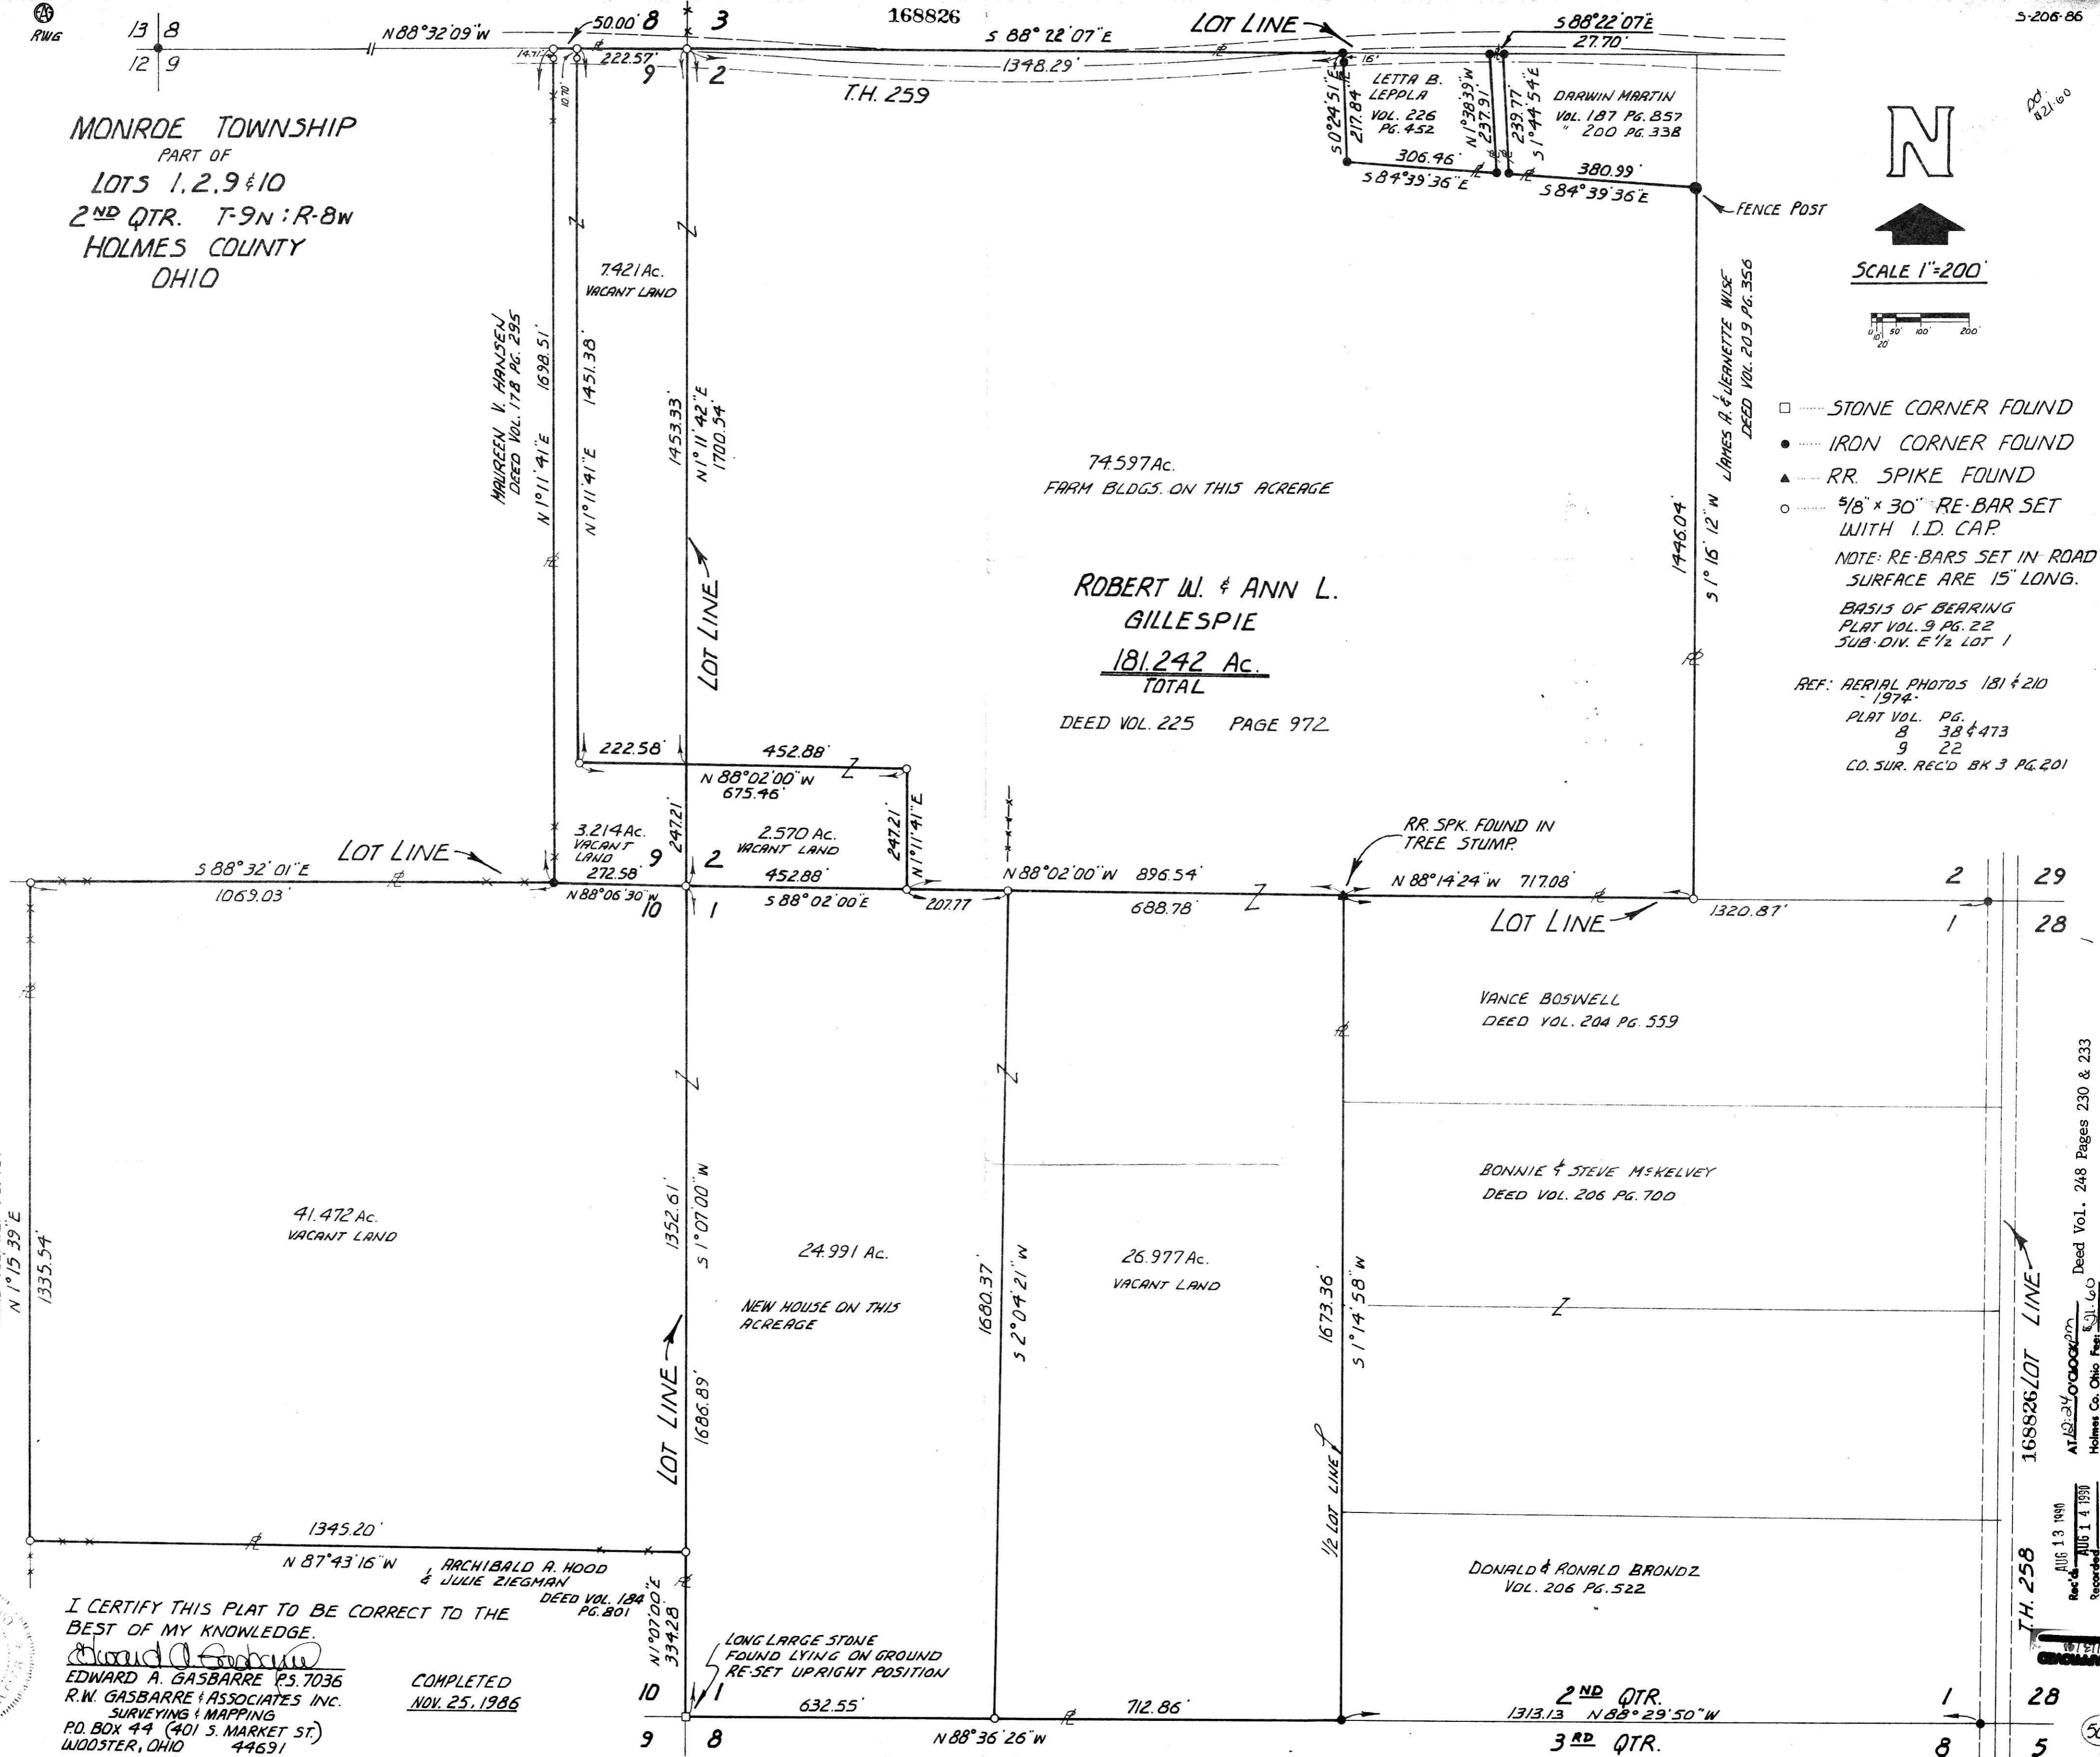 RWG
13 8
12 9
N 88° 32' 09" W
50.00'
8 3
168826
S 88° 22' 07" E
LOT LINE
S 88° 22' 07" E
27.70'
S-206-86
14.71'
10.70'
222.57'
9 2
1348.29'
T.H. 259
16'
MONROE TOWNSHIP
PART OF
LOTS 1, 2, 9 & 10
2ND QTR. T-9N : R-8W
HOLMES COUNTY
OHIO
S 0° 24' 51" E
217.84'
LETTA B.
LEPPLA
VOL. 226
PG. 452
N 1° 38' 39" W
237.91'
239.77'
S 1° 44' 54" E
DARWIN MARTIN
VOL. 187 PG. 857
" 200 PG. 338
306.46'
S 84° 39' 36" E
380.99'
S 84° 39' 36" E
FENCE POST
N
SCALE 1"=200'
0 10' 20' 50' 100' 200'
7.421 Ac.
VACANT LAND
MAUREEN V. HANSEN
DEED VOL. 178 PG. 295
N 1° 11' 41" E 1698.51'
N 1° 11' 41" E 1451.38'
1453.33'
N 1° 11' 42" E
1700.54'
LOT LINE
74.597 Ac.
FARM BLDGS. ON THIS ACREAGE
ROBERT W. & ANN L.
GILLESPIE
181.242 Ac.
TOTAL
DEED VOL. 225 PAGE 972
1446.04'
S 1° 16' 12" W
JAMES A. & JEANETTE WISE
DEED VOL. 209 PG. 356
STONE CORNER FOUND
IRON CORNER FOUND
RR. SPIKE FOUND
5/8" x 30" RE-BAR SET
WITH I.D. CAP.
NOTE: RE-BARS SET IN ROAD
SURFACE ARE 15" LONG.
BASIS OF BEARING
PLAT VOL. 9 PG. 22
SUB-DIV. E 1/2 LOT 1
REF: AERIAL PHOTOS 181 & 210
- 1974 -
PLAT VOL. PG.
8 38 & 473
9 22
CO. SUR. REC'D BK 3 PG. 201
222.58'
452.88'
N 88° 02' 00" W
675.46'
247.21'
247.21'
N 1° 11' 41" E
3.214 Ac.
VACANT
LAND
9 2
2.570 Ac.
VACANT LAND
RR. SPK. FOUND IN
TREE STUMP.
S 88° 32' 01" E
1069.03'
LOT LINE
272.58'
N 88° 06' 30" W
10 1
452.88'
S 88° 02' 00" E
207.77
N 88° 02' 00" W 896.54'
688.78'
N 88° 14' 24" W 717.08'
LOT LINE
1320.87'
2 29
1 28
VANCE BOSWELL
DEED VOL. 204 PG. 559
BONNIE & STEVE McKELVEY
DEED VOL. 206 PG. 700
DONALD & RONALD BRONDZ
VOL. 206 PG. 522
N 1° 15' 39" E
1335.54'
41.472 Ac.
VACANT LAND
1352.61'
S 1° 07' 00" W
1686.89'
LOT LINE
24.991 Ac.
NEW HOUSE ON THIS
ACREAGE
1680.37'
S 2° 04' 21" W
26.977 Ac.
VACANT LAND
1673.36'
S 1° 14' 58" W
1/2 LOT LINE
LOT LINE
T.H. 258
168826
Deed Vol. 248 Pages 230 & 233
AT 12:24 O'CLOCK pm
Holmes Co. Ohio Fee:
Rec'd AUG 13 1990
Recorded AUG 14 1990
1345.20'
N 87° 43' 16" W
ARCHIBALD A. HOOD
& JULIE ZIEGMAN
DEED VOL. 184
PG. 801
N 1° 07' 00" E
334.28'
I CERTIFY THIS PLAT TO BE CORRECT TO THE
BEST OF MY KNOWLEDGE.
Edward A. Gasbarre
EDWARD A. GASBARRE P.S. 7036
R.W. GASBARRE & ASSOCIATES INC.
SURVEYING & MAPPING
P.O. BOX 44 (401 S. MARKET ST.)
WOOSTER, OHIO 44691
COMPLETED
NOV. 25, 1986
LONG LARGE STONE
FOUND LYING ON GROUND
RE-SET UPRIGHT POSITION
10 1
9 8
632.55'
712.86'
N 88° 36' 26" W
2ND QTR.
1313.13 N 88° 29' 50" W
3RD QTR.
1 28
8 5